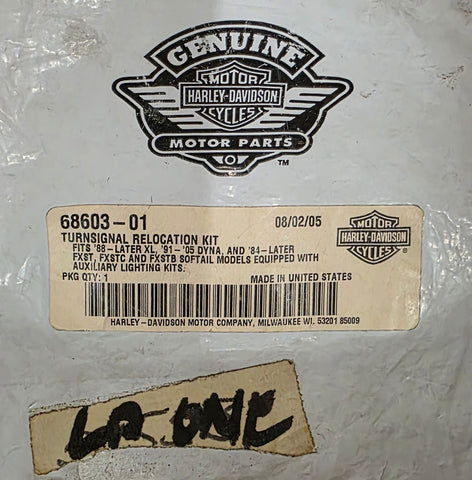 GENUINE
MOTOR
HARLEY-DAVIDSON
CYCLES
MOTOR PARTS
TM
68603-01 08/02/05
TURNSIGNAL RELOCATION KIT
FITS '88-LATER XL, '91-'05 DYNA, AND '84-LATER
FXST, FXSTC AND FXSTB SOFTAIL MODELS EQUIPPED WITH
AUXILIARY LIGHTING KITS.
PKG QTY: 1 MADE IN UNITED STATES
HARLEY-DAVIDSON MOTOR COMPANY, MILWAUKEE WI. 53201 85009
MOTOR
HARLEY-DAVIDSON
CYCLES
ONE